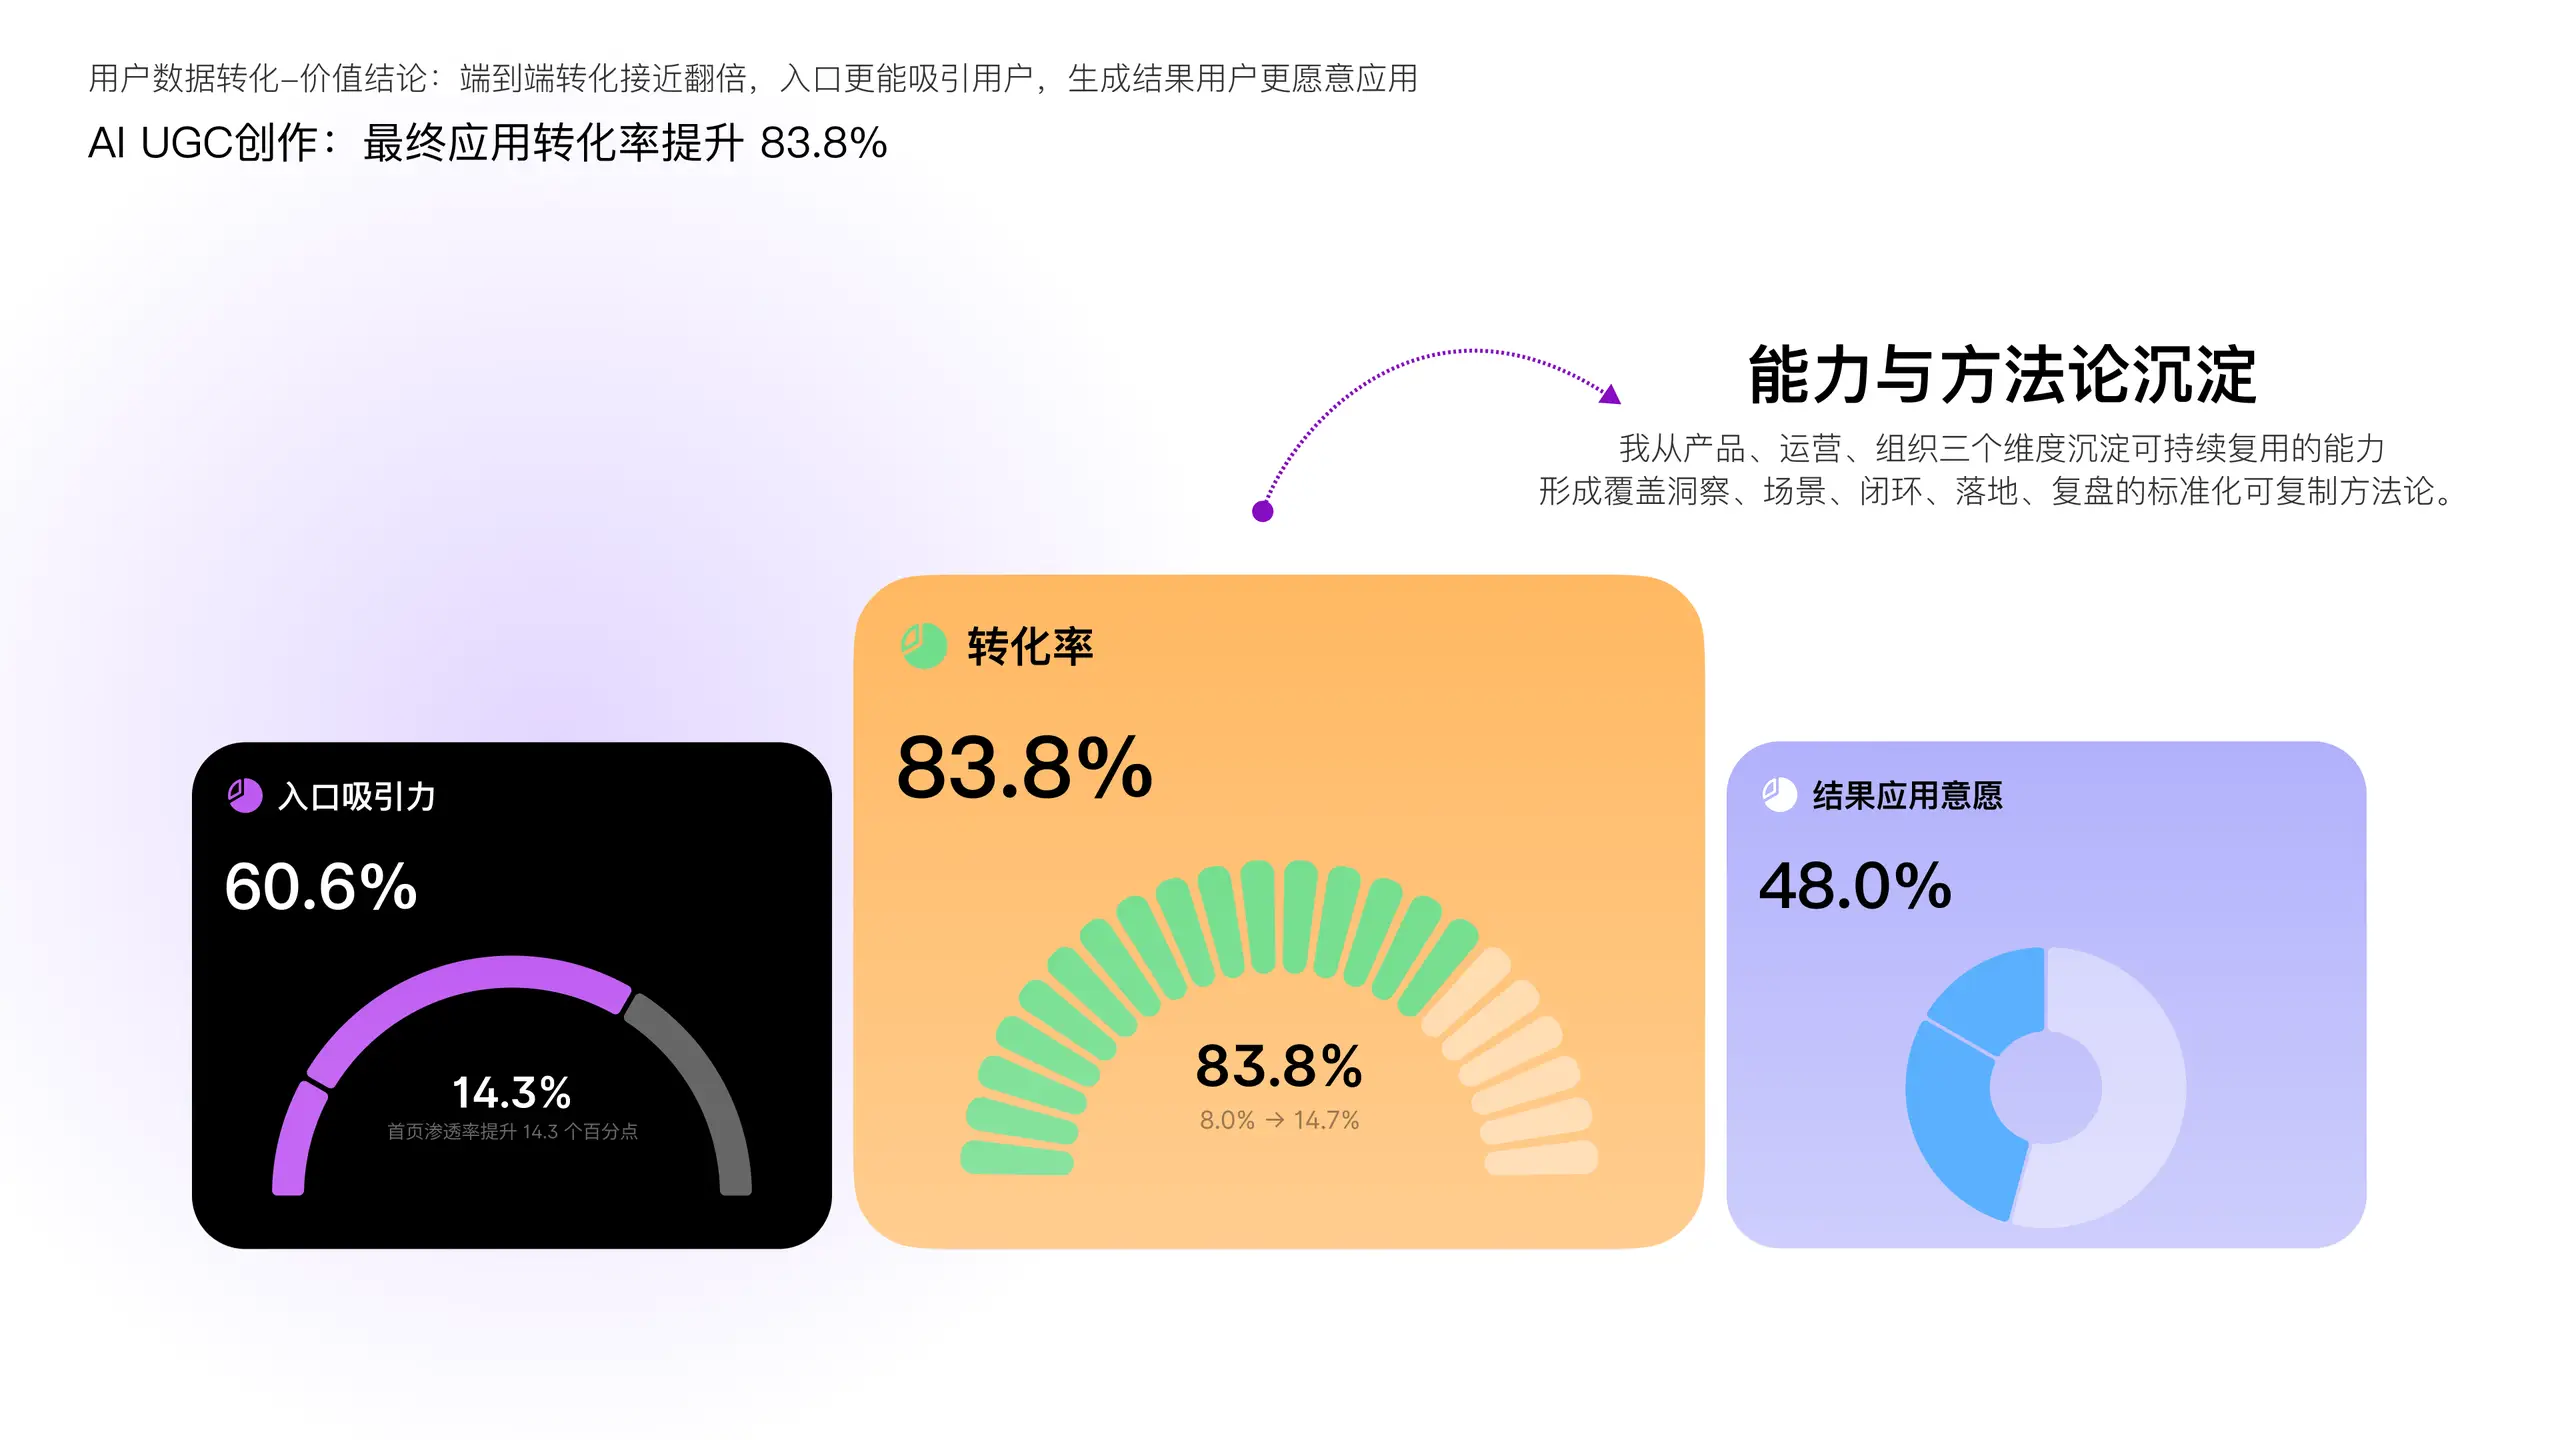 用户数据转化–价值结论：端到端转化接近翻倍，入口更能吸引用户，生成结果用户更愿意应用
AI UGC创作：最终应用转化率提升 83.8%
能力与方法论沉淀
我从产品、运营、组织三个维度沉淀可持续复用的能力
形成覆盖洞察、场景、闭环、落地、复盘的标准化可复制方法论。
入口吸引力
60.6%
14.3%
首页渗透率提升 14.3 个百分点
转化率
83.8%
83.8%
8.0% → 14.7%
结果应用意愿
48.0%